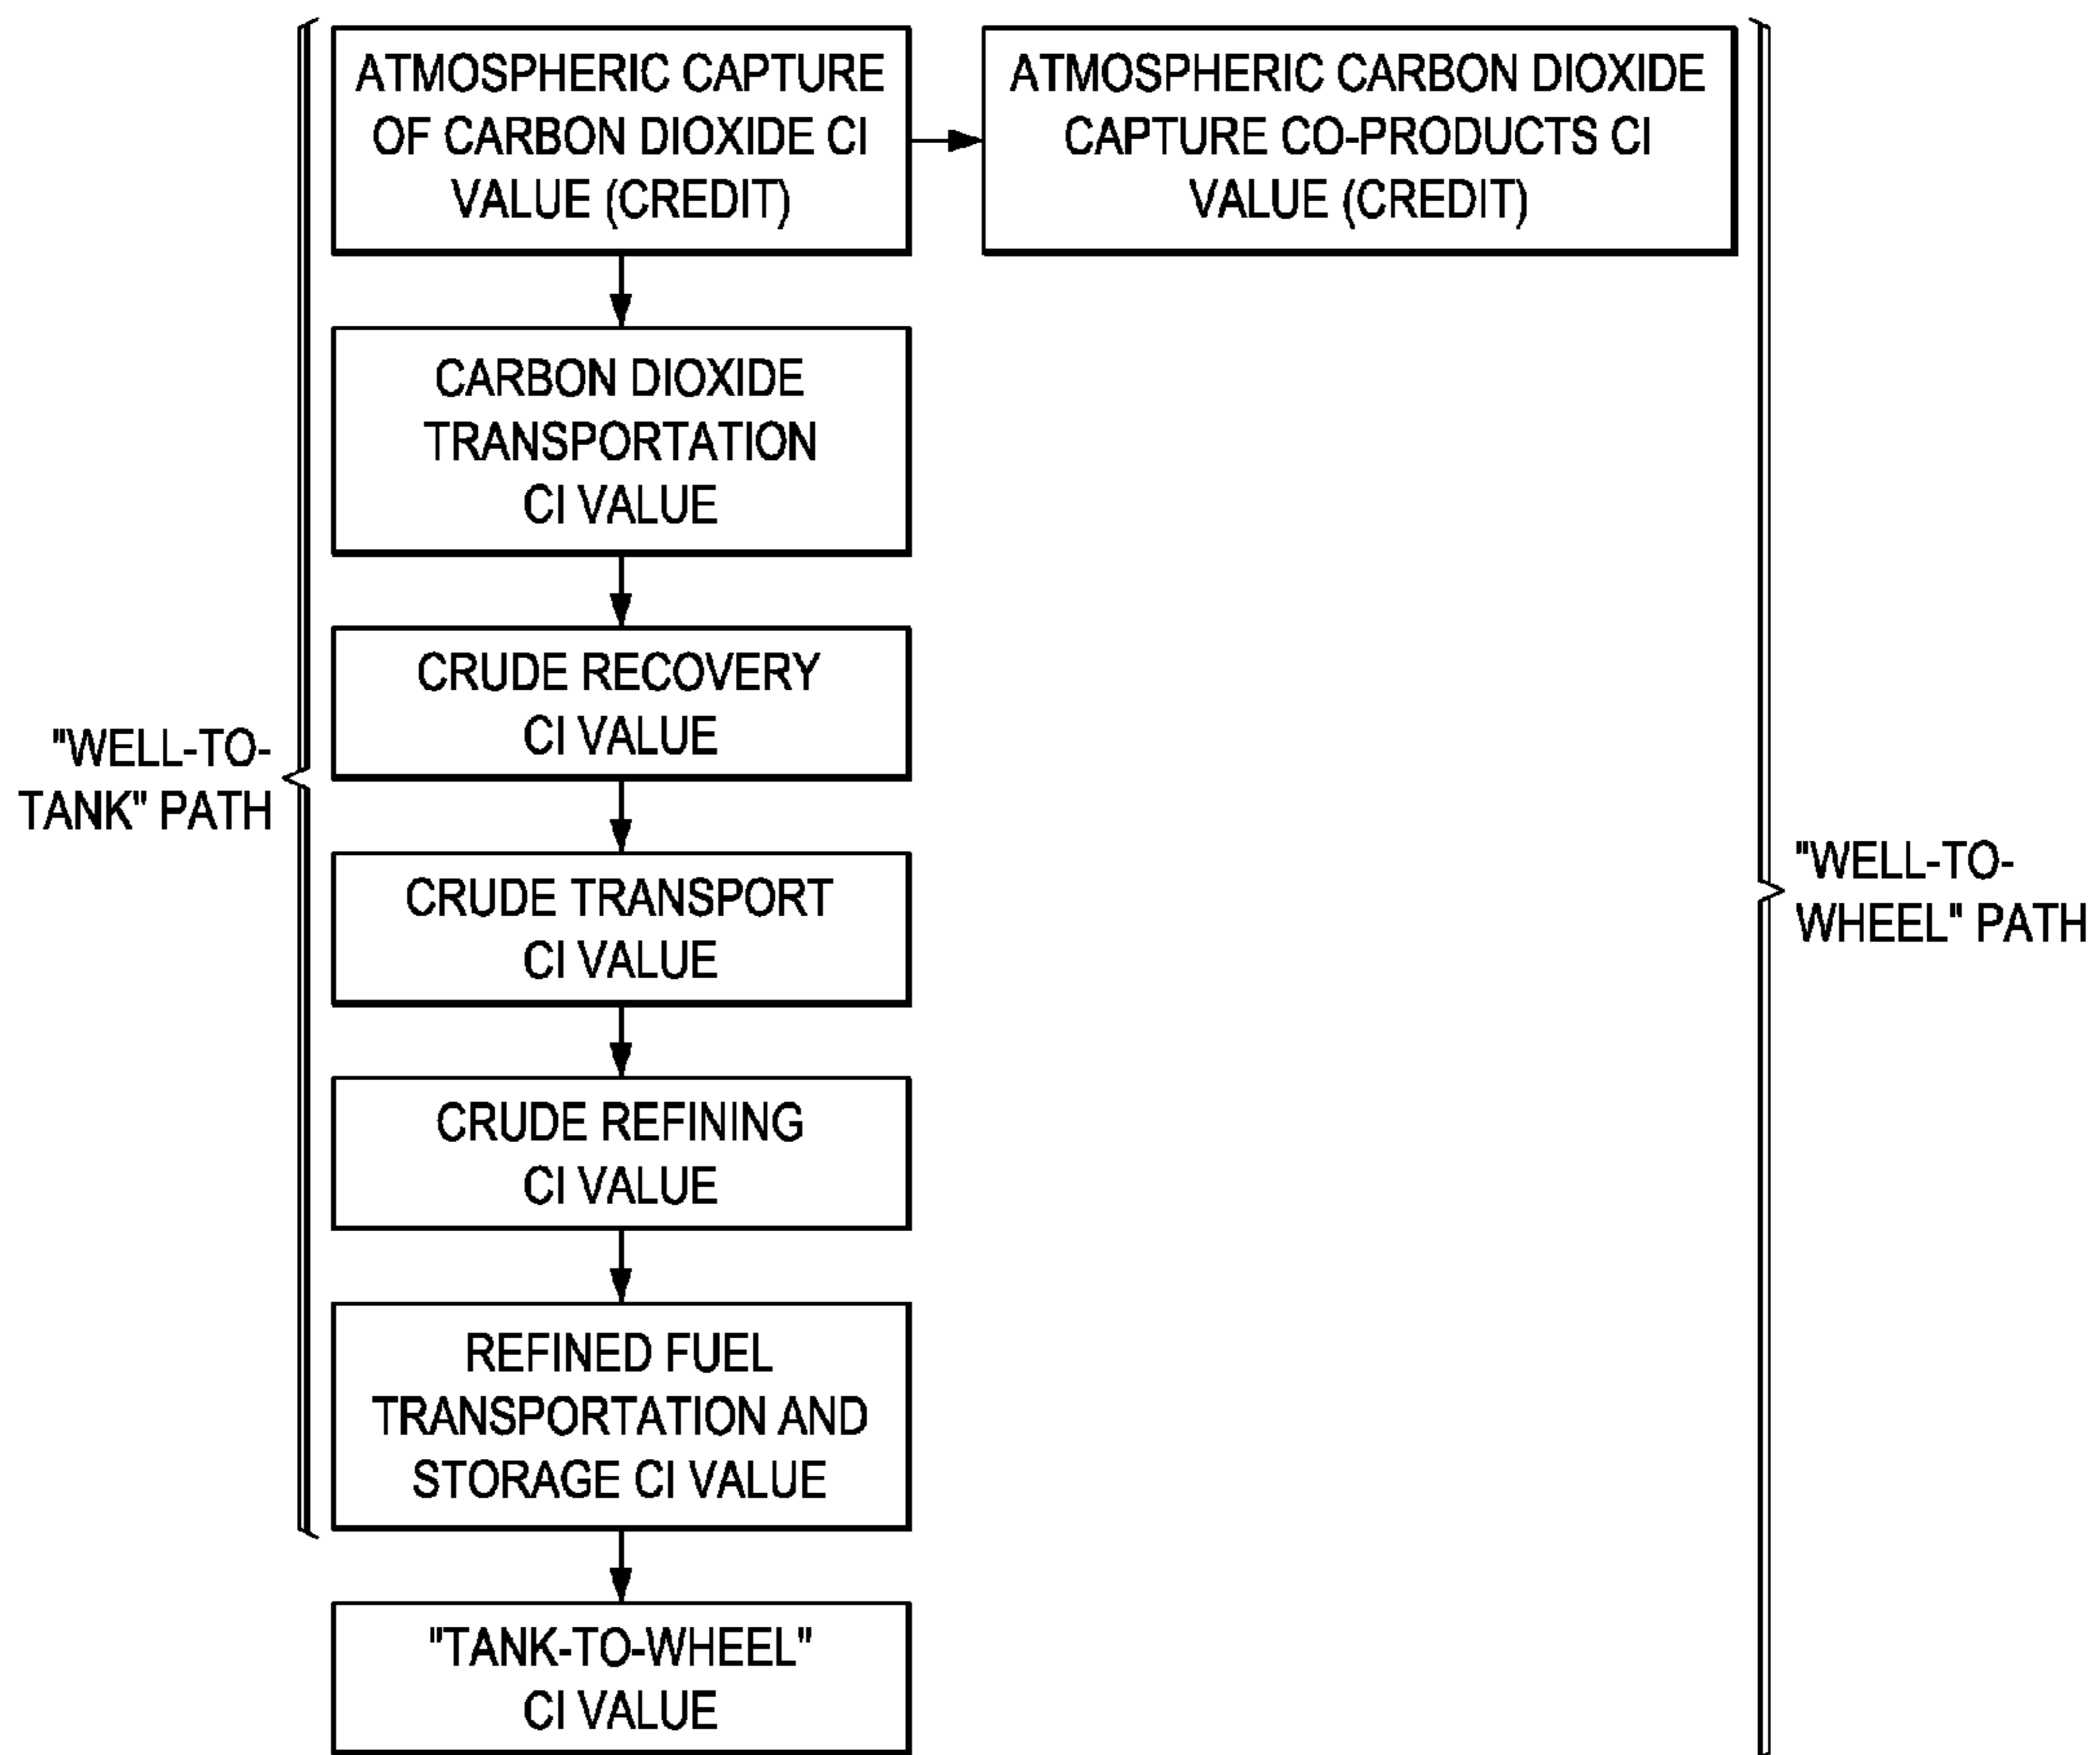 ATMOSPHERIC CAPTURE
OF CARBON DIOXIDE CI
VALUE (CREDIT)
ATMOSPHERIC CARBON DIOXIDE
CAPTURE CO-PRODUCTS CI
VALUE (CREDIT)
CARBON DIOXIDE
TRANSPORTATION
CI VALUE
CRUDE RECOVERY
CI VALUE
"WELL-TO-
TANK" PATH
CRUDE TRANSPORT
CI VALUE
"WELL-TO-
WHEEL" PATH
CRUDE REFINING
CI VALUE
REFINED FUEL
TRANSPORTATION AND
STORAGE CI VALUE
"TANK-TO-WHEEL"
CI VALUE